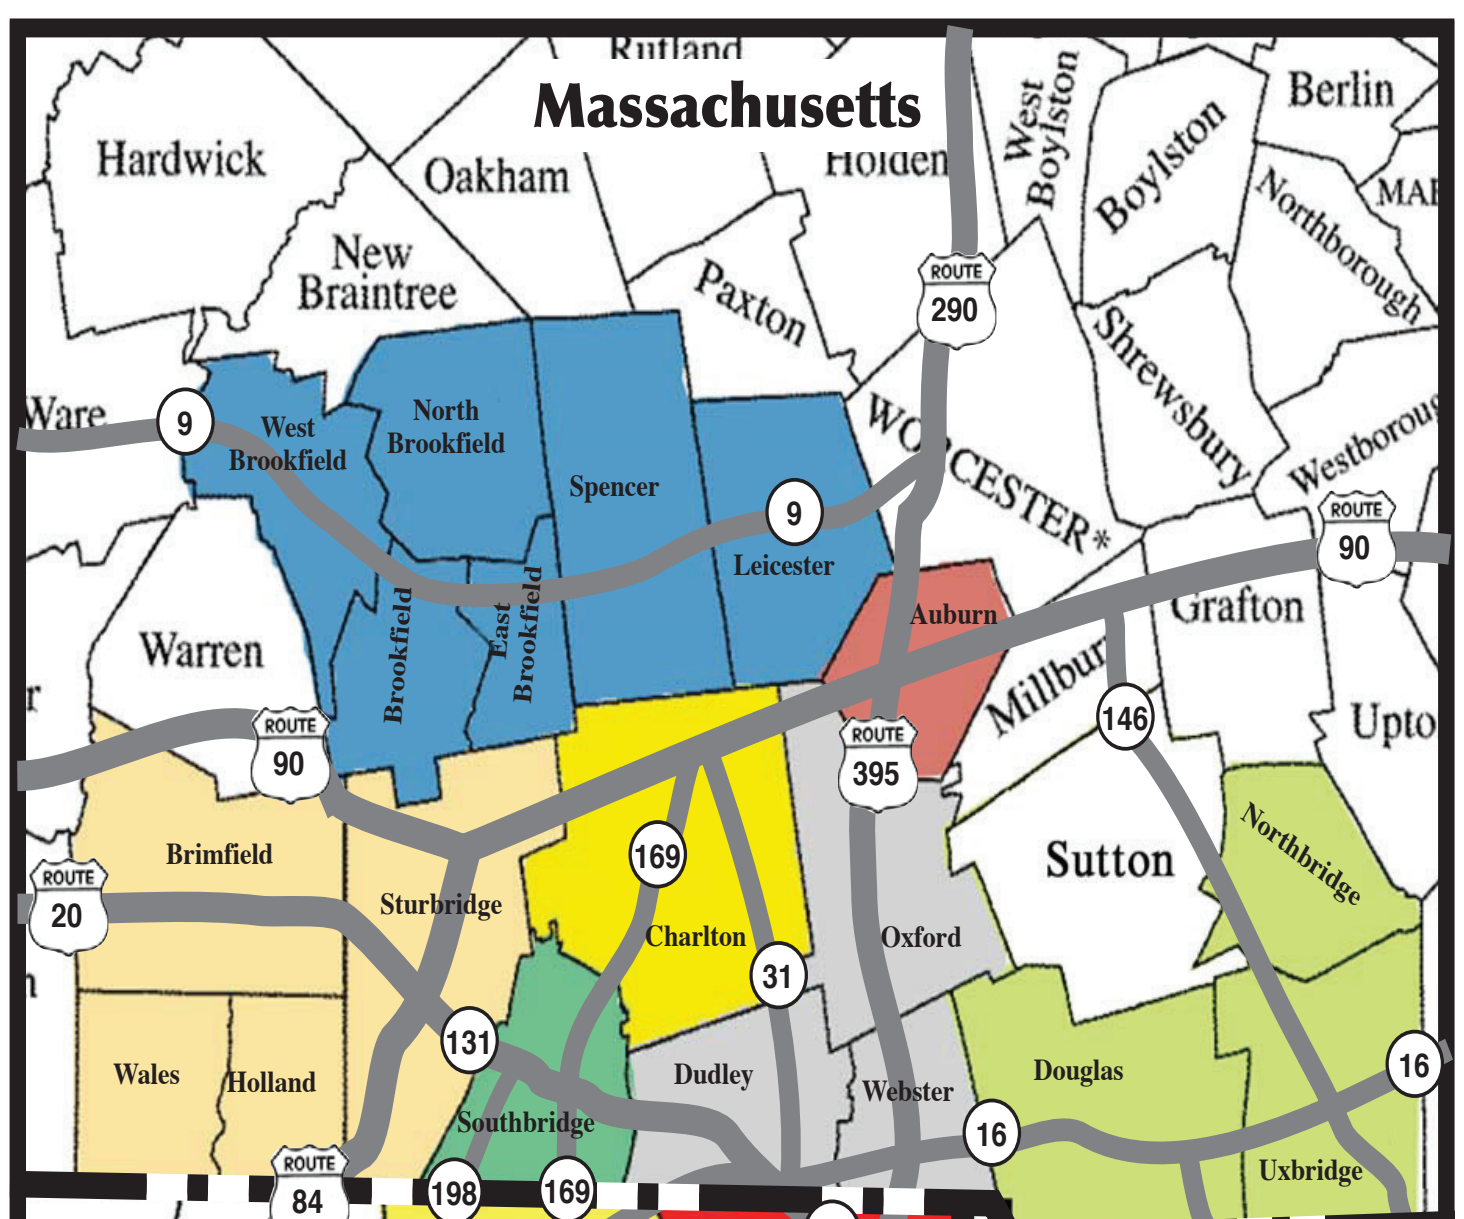 Rutland
Massachusetts
Holden
West
Boylston
Boylston
Berlin
Hardwick
Oakham
Northborough
New
Braintree
Paxton
ROUTE
290
Shrewsbury
Ware
9
West
Brookfield
North
Brookfield
WORCESTER*
Westboroug
Spencer
9
Leicester
ROUTE
90
Brookfield
East
Brookfield
Auburn
Grafton
Warren
Millbur
146
Upto
ROUTE
90
ROUTE
395
Brimfield
169
Sutton
Northbridge
ROUTE
20
Sturbridge
Charlton
Oxford
31
131
Wales
Holland
Dudley
Webster
Douglas
16
Southbridge
16
Uxbridge
ROUTE
84
198
169